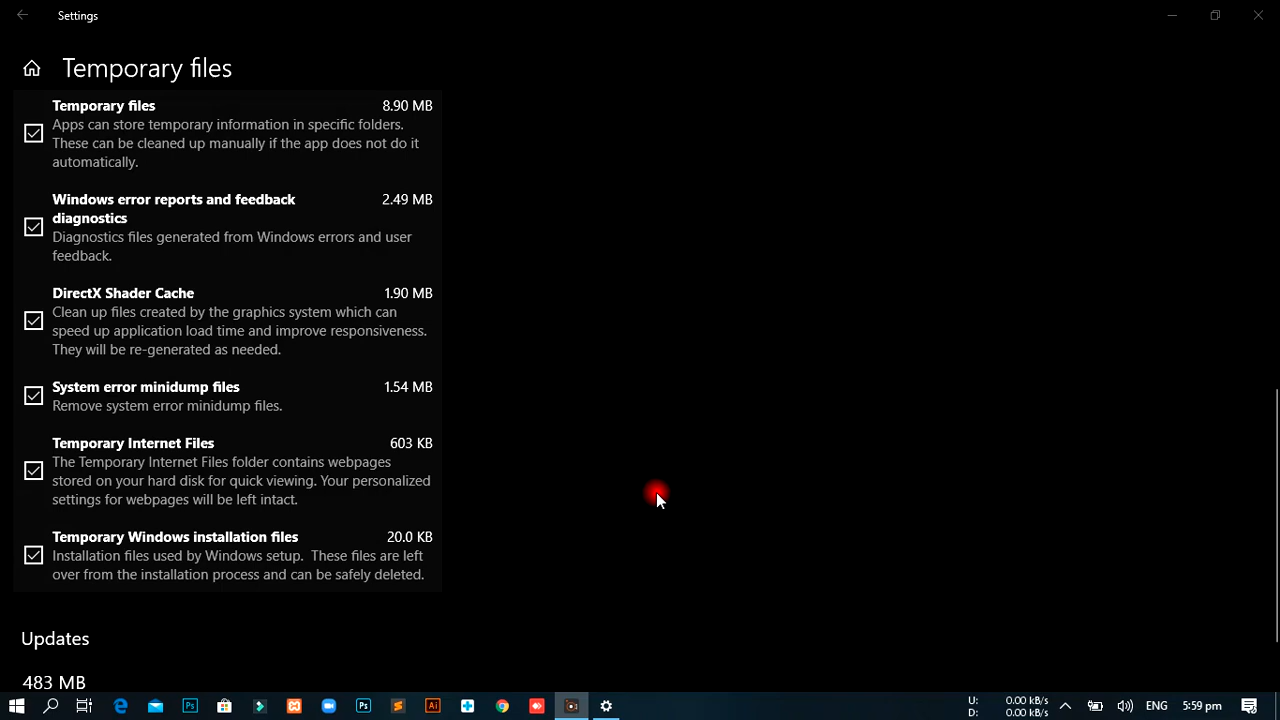 Settings
Temporary files
Temporary files 8.90 MB
Apps can store temporary information in specific folders.
These can be cleaned up manually if the app does not do it
automatically.
Windows error reports and feedback 2.49 MB
diagnostics
Diagnostics files generated from Windows errors and user
feedback.
DirectX Shader Cache 1.90 MB
Clean up files created by the graphics system which can
speed up application load time and improve responsiveness.
They will be re-generated as needed.
System error minidump files 1.54 MB
Remove system error minidump files.
Temporary Internet Files 603 KB
The Temporary Internet Files folder contains webpages
stored on your hard disk for quick viewing. Your personalized
settings for webpages will be left intact.
Temporary Windows installation files 20.0 KB
Installation files used by Windows setup.  These files are left
over from the installation process and can be safely deleted.
Updates
483 MB
Ps
Ps
Ai
U: 0.00 kB/s
D: 0.00 kB/s
ENG
5:59 pm